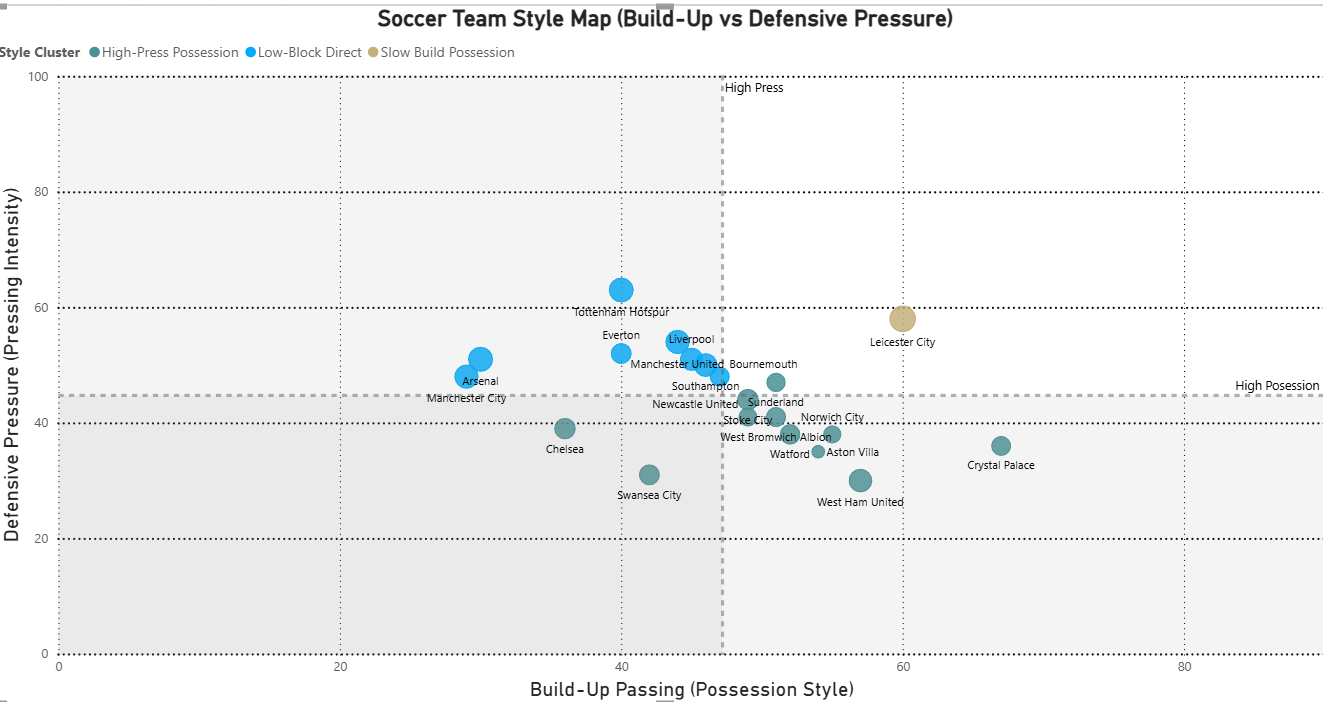 Soccer Team Style Map (Build-Up vs Defensive Pressure)
Style Cluster High-Press Possession Low-Block Direct Slow Build Possession
100
High Press
80
60
Tottenham Hotspur
Everton
Liverpool
Leicester City
Manchester United
Bournemouth
Arsenal
Southampton
High Posession
Manchester City
Newcastle United
Sunderland
40
Stoke City
Norwich City
West Bromwich Albion
Chelsea
Watford
Aston Villa
Crystal Palace
Swansea City
West Ham United
20
0
0 20 40 60 80
Defensive Pressure (Pressing Intensity)
Build-Up Passing (Possession Style)